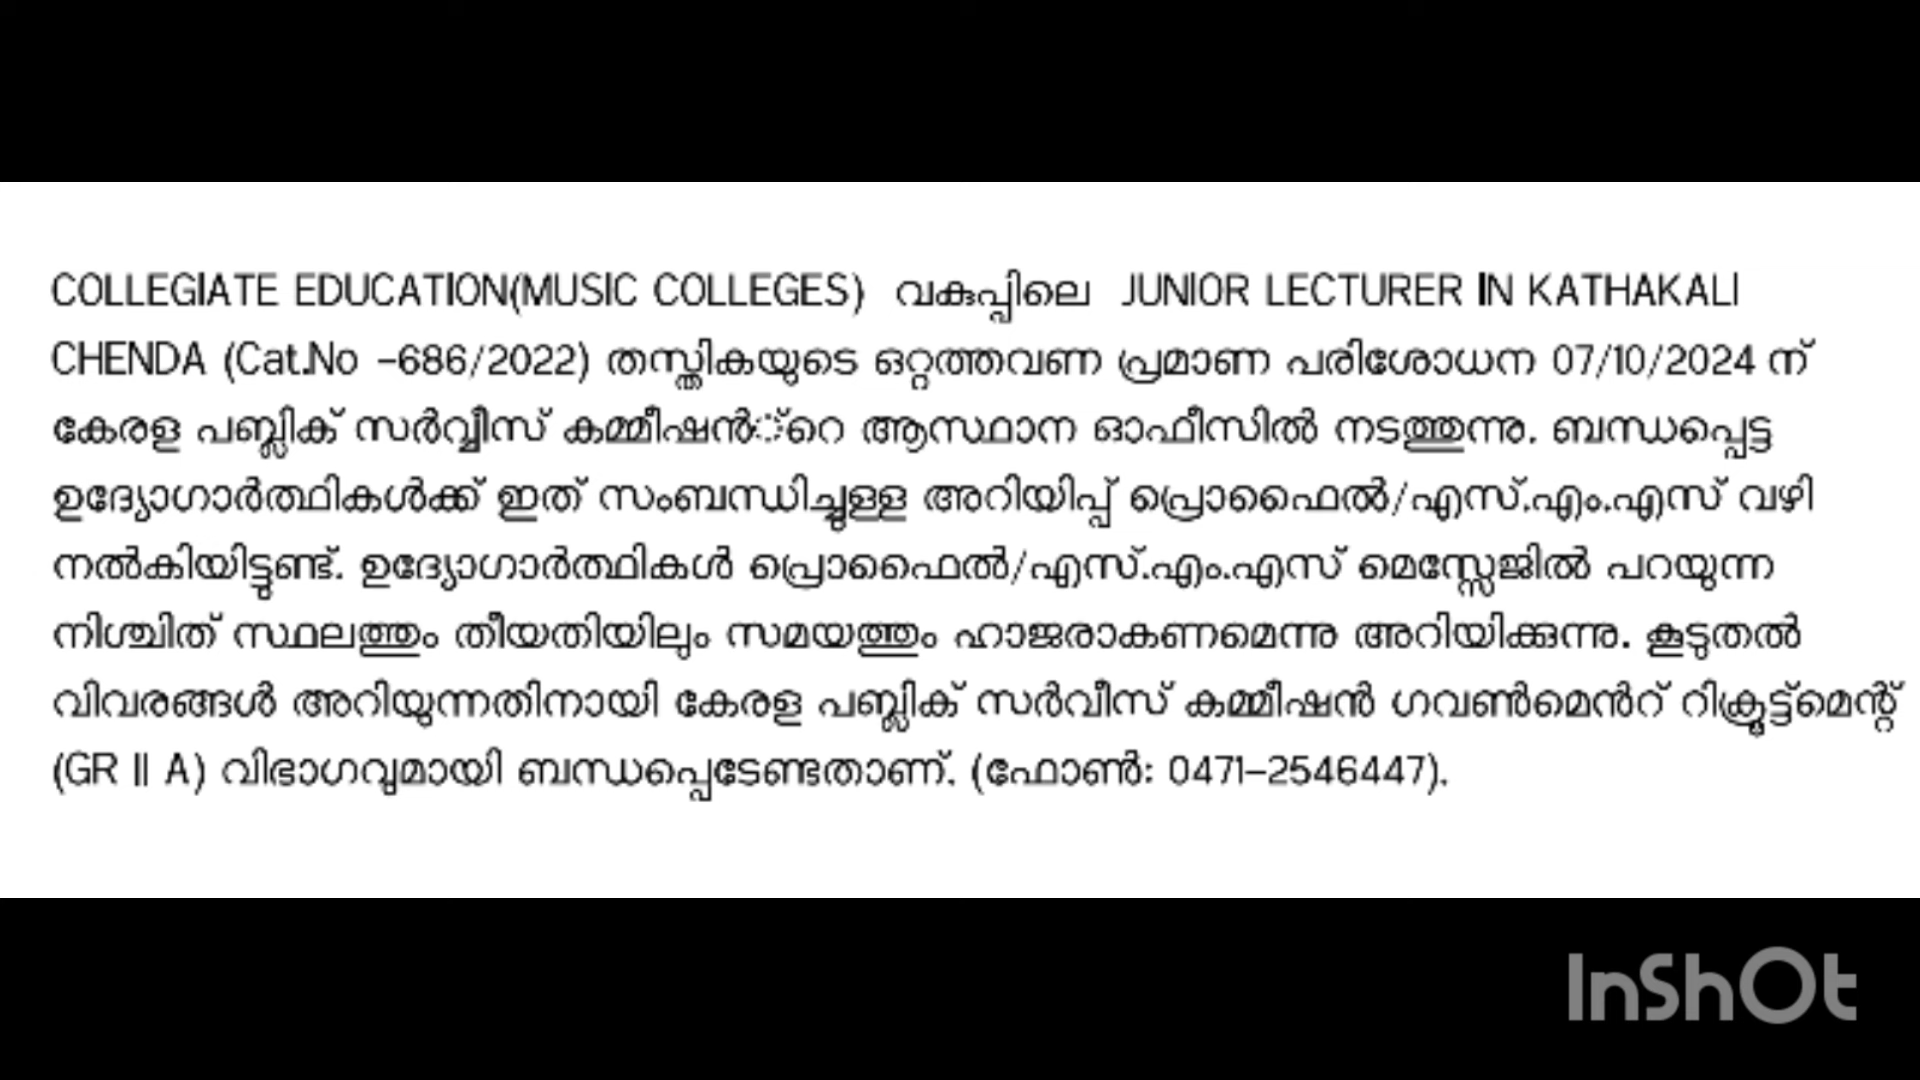 COLLEGIATE EDUCATION(MUSIC COLLEGES) വകുപ്പിലെ JUNIOR LECTURER IN KATHAKALI
CHENDA (Cat.No -686/2022) തസ്തികയുടെ ഒറ്റത്തവണ പ്രമാണ പരിശോധന 07/10/2024 ന്
കേരള പബ്ലിക് സർവ്വീസ് കമ്മീഷൻ്റെ ആസ്ഥാന ഓഫീസിൽ നടത്തുന്നു. ബന്ധപ്പെട്ട
ഉദ്യോഗാർത്ഥികൾക്ക് ഇത് സംബന്ധിച്ചുള്ള അറിയിപ്പ് പ്രൊഫൈൽ/എസ്.എം.എസ് വഴി
നൽകിയിട്ടുണ്ട്. ഉദ്യോഗാർത്ഥികൾ പ്രൊഫൈൽ/എസ്.എം.എസ് മെസ്സേജിൽ പറയുന്ന
നിശ്ചിത് സ്ഥലത്തും തീയതിയിലും സമയത്തും ഹാജരാകണമെന്നു അറിയിക്കുന്നു. കൂടുതൽ
വിവരങ്ങൾ അറിയുന്നതിനായി കേരള പബ്ലിക് സർവീസ് കമ്മീഷൻ ഗവൺമെൻറ് റിക്രൂട്ട്മെന്റ്
(GR II A) വിഭാഗവുമായി ബന്ധപ്പെടേണ്ടതാണ്. (ഫോൺ: 0471-2546447).
InShOt